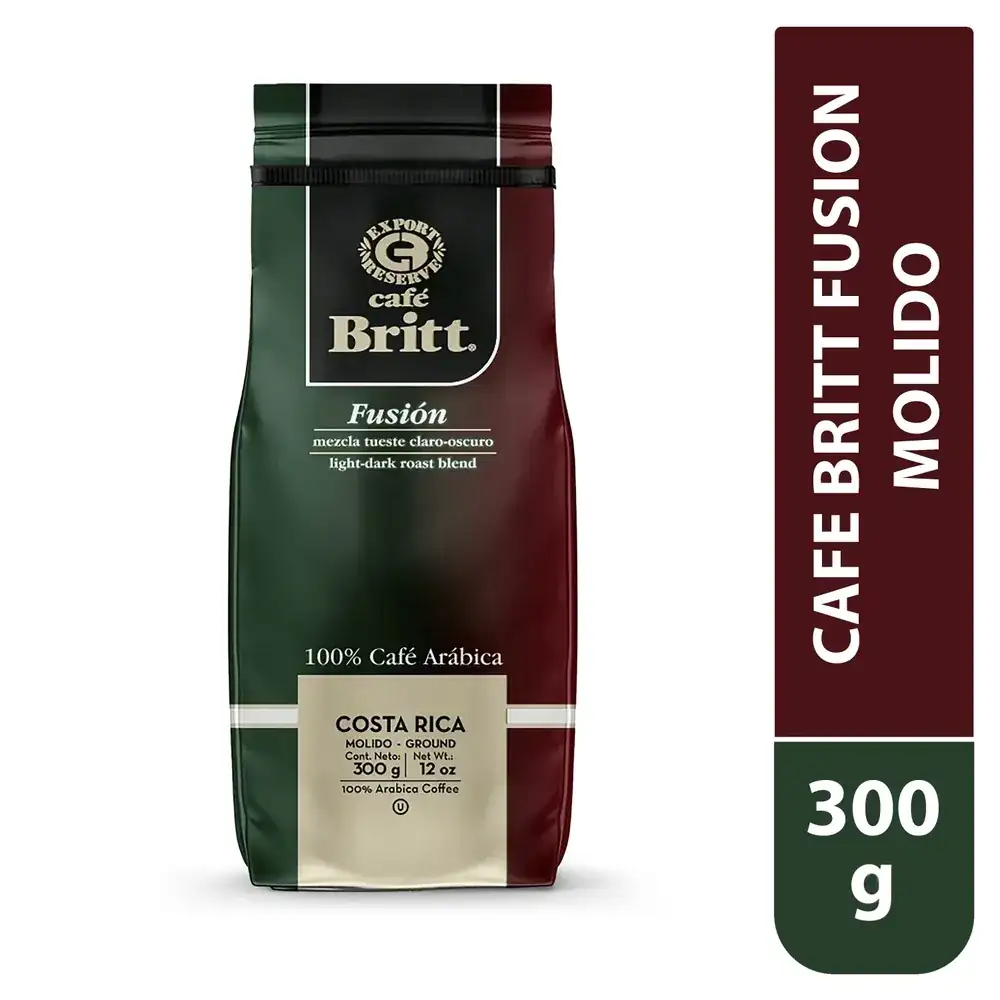 EXPORT
RESERVE
café
Britt®
Fusión
mezcla tueste claro-oscuro
light-dark roast blend
100% Café Arábica
COSTA RICA
MOLIDO - GROUND
Cont. Neto: Net Wt.:
300 g 12 oz
100% Arabica Coffee
U
CAFE BRITT FUSION
MOLIDO
300
g